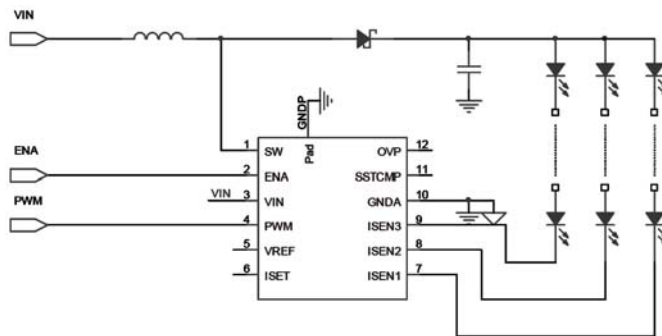 VIN
GNDP
Pad
1 SW OVP 12
ENA
2 ENA SSTCMP 11
VIN 3 VIN GNDA 10
PWM
4 PWM ISEN3 9
5 VREF ISEN2 8
6 ISET ISEN1 7